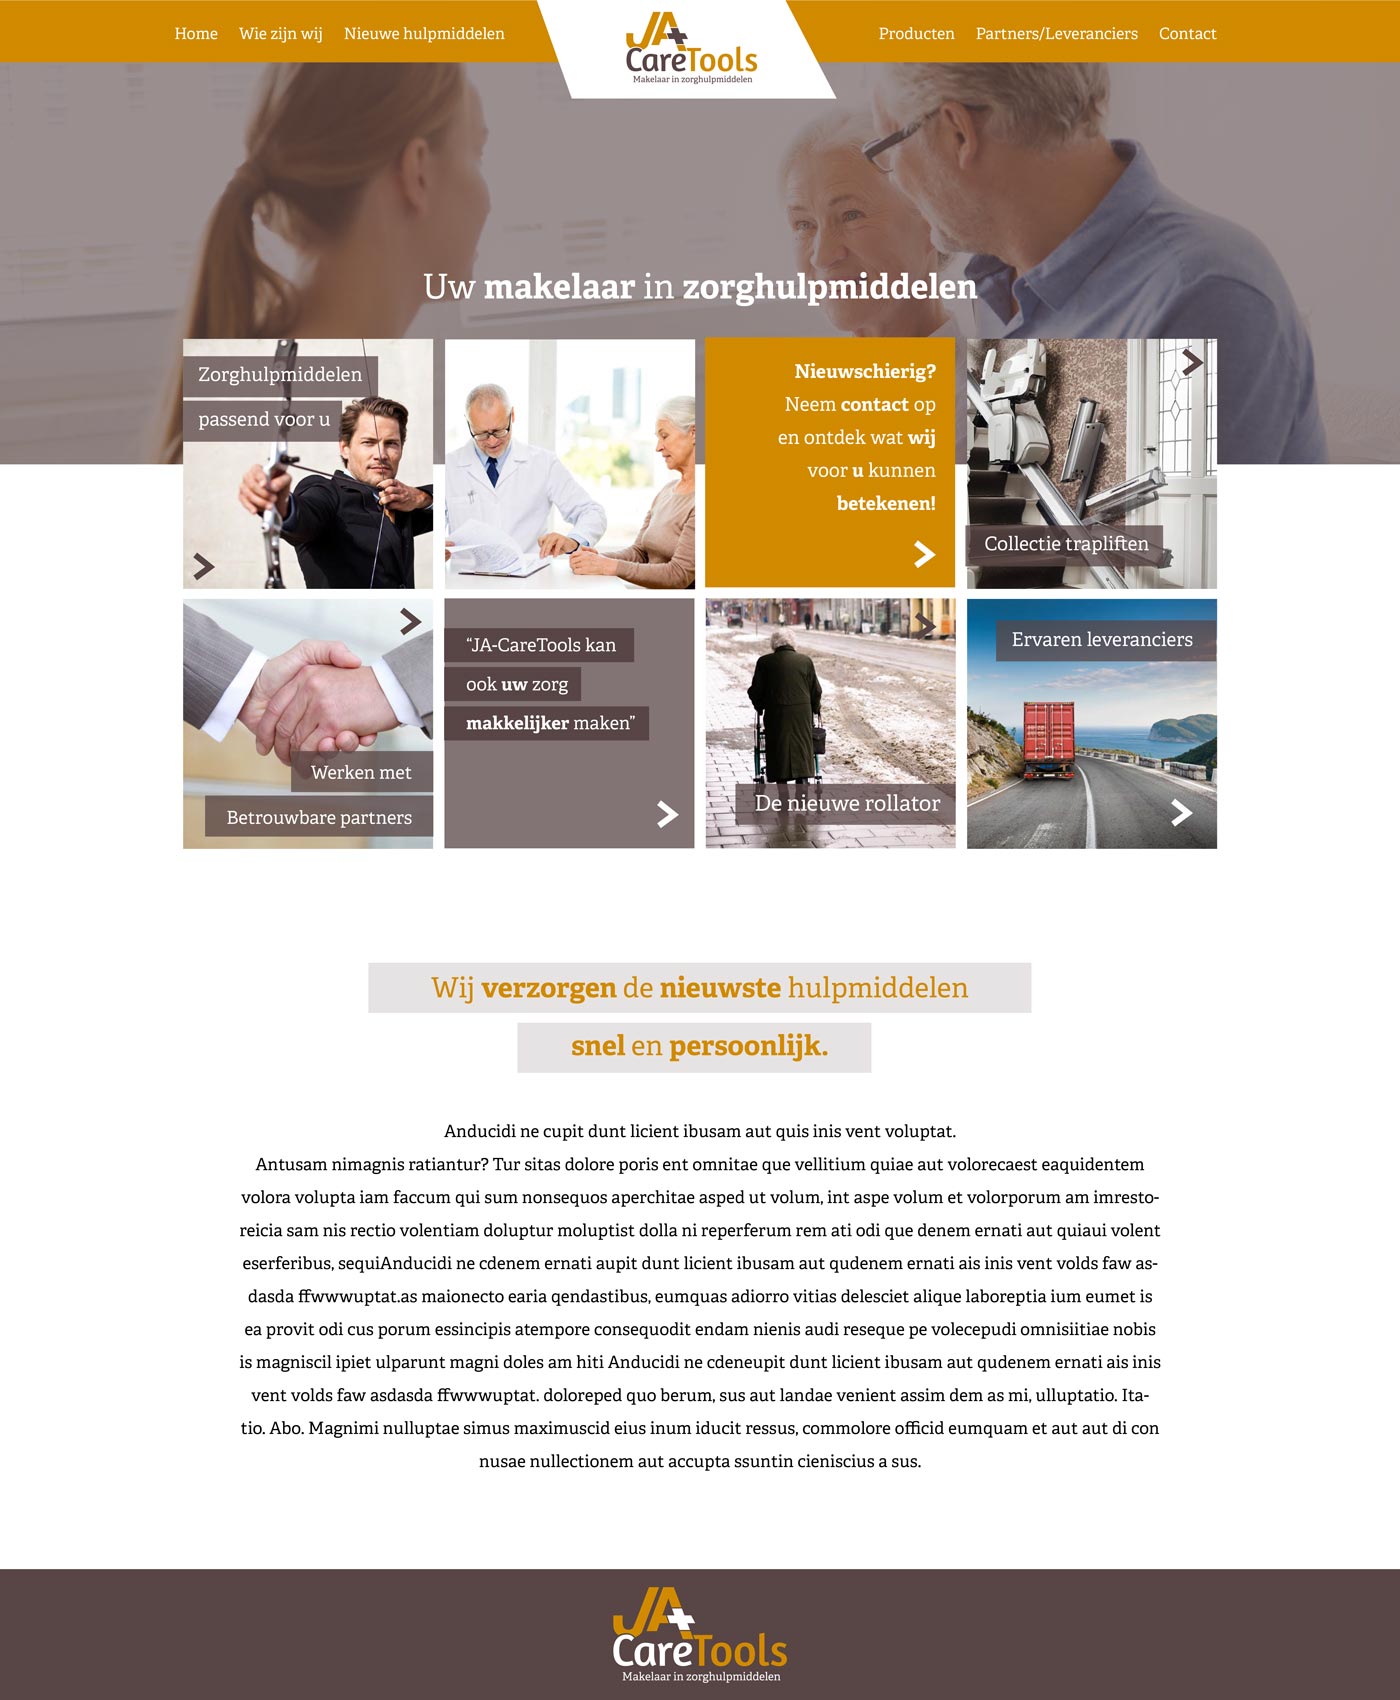 Home Wie zijn wij Nieuwe hulpmiddelen
JA+
CareTools
Makelaar in zorghulpmiddelen
Producten Partners/Leveranciers Contact
Uw makelaar in zorghulpmiddelen
Zorghulpmiddelen
passend voor u
Nieuwschierig?
Neem contact op
en ontdek wat wij
voor u kunnen
betekenen!
Collectie trapliften
Werken met
Betrouwbare partners
“JA-CareTools kan
ook uw zorg
makkelijker maken”
De nieuwe rollator
Ervaren leveranciers
Wij verzorgen de nieuwste hulpmiddelen
snel en persoonlijk.
Anducidi ne cupit dunt licient ibusam aut quis inis vent voluptat.
Antusam nimagnis ratiantur? Tur sitas dolore poris ent omnitae que vellitium quiae aut volorecaest eaquidentem
volora volupta iam faccum qui sum nonsequos aperchitae asped ut volum, int aspe volum et volorporum am imresto-
reicia sam nis rectio volentiam doluptur moluptist dolla ni reperferum rem ati odi que denem ernati aut quiaui volent
eserferibus, sequiAnducidi ne cdenem ernati aupit dunt licient ibusam aut qudenem ernati ais inis vent volds faw as-
dasda ffwwwuptat.as maionecto earia qendastibus, eumquas adiorro vitias delesciet alique laboreptia ium eumet is
ea provit odi cus porum essincipis atempore consequodit endam nienis audi reseque pe volecepudi omnisiitiae nobis
is magniscil ipiet ulparunt magni doles am hiti Anducidi ne cdeneupit dunt licient ibusam aut qudenem ernati ais inis
vent volds faw asdasda ffwwwuptat. doloreped quo berum, sus aut landae venient assim dem as mi, ulluptatio. Ita-
tio. Abo. Magnimi nulluptae simus maximuscid eius inum iducit ressus, commolore officid eumquam et aut aut di con
nusae nullectionem aut accupta ssuntin cieniscius a sus.
JA+
CareTools
Makelaar in zorghulpmiddelen